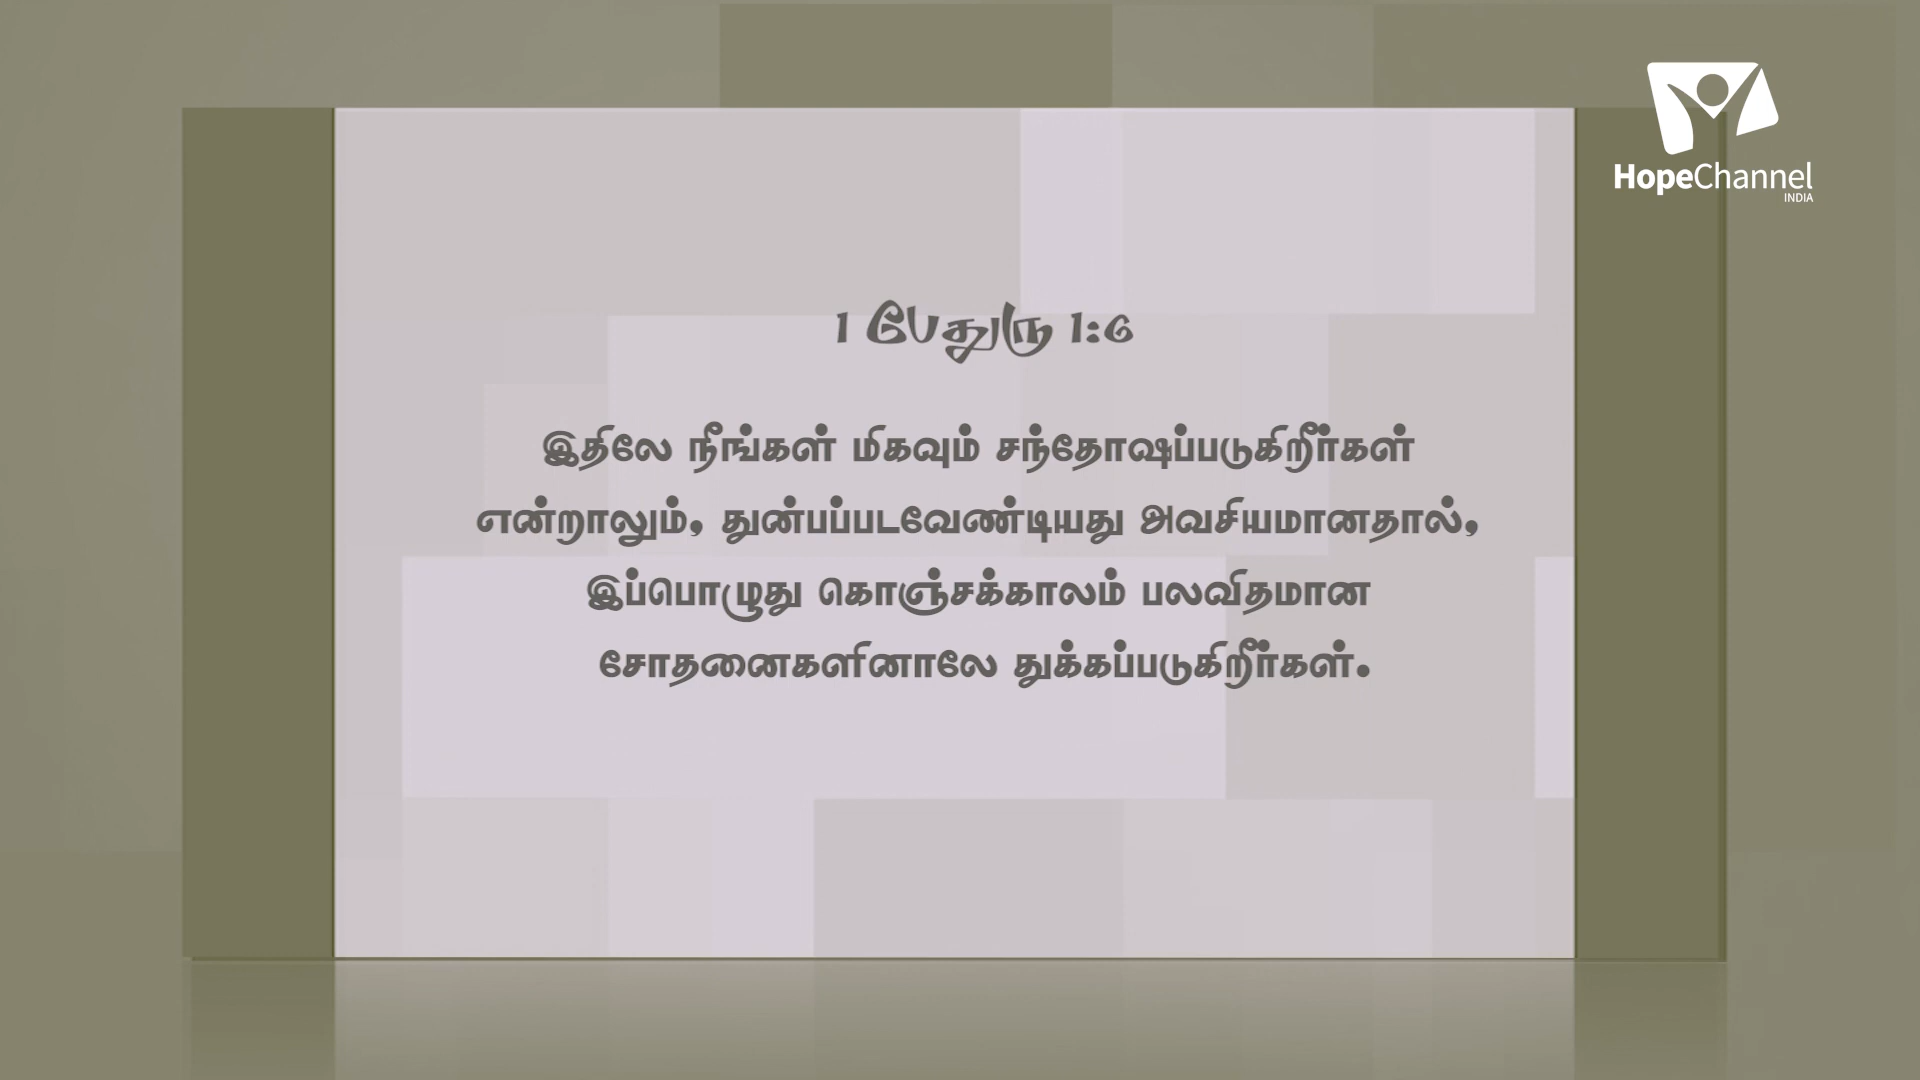 HopeChannel
INDIA
1 பேதுரு 1:6
இதிலே நீங்கள் மிகவும் சந்தோஷப்படுகிறீர்கள்
என்றாலும், துன்பப்படவேண்டியது அவசியமானதால்,
இப்பொழுது கொஞ்சக்காலம் பலவிதமான
சோதனைகளினாலே துக்கப்படுகிறீர்கள்.